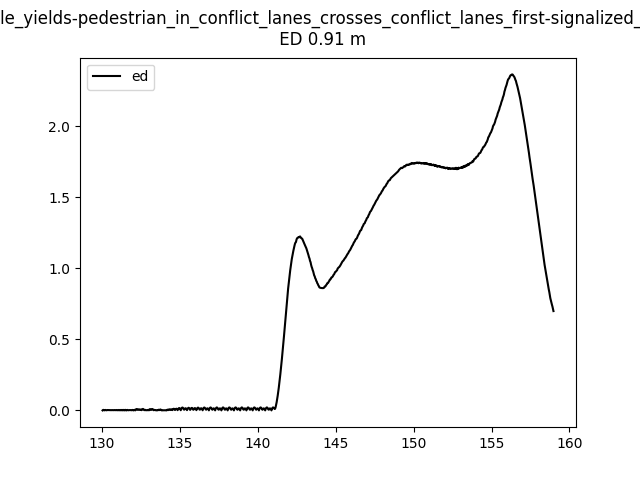 le_yields-pedestrian_in_conflict_lanes_crosses_conflict_lanes_first-signalized_
ED 0.91 m
ed
2.0
1.5
1.0
0.5
0.0
130 135 140 145 150 155 160